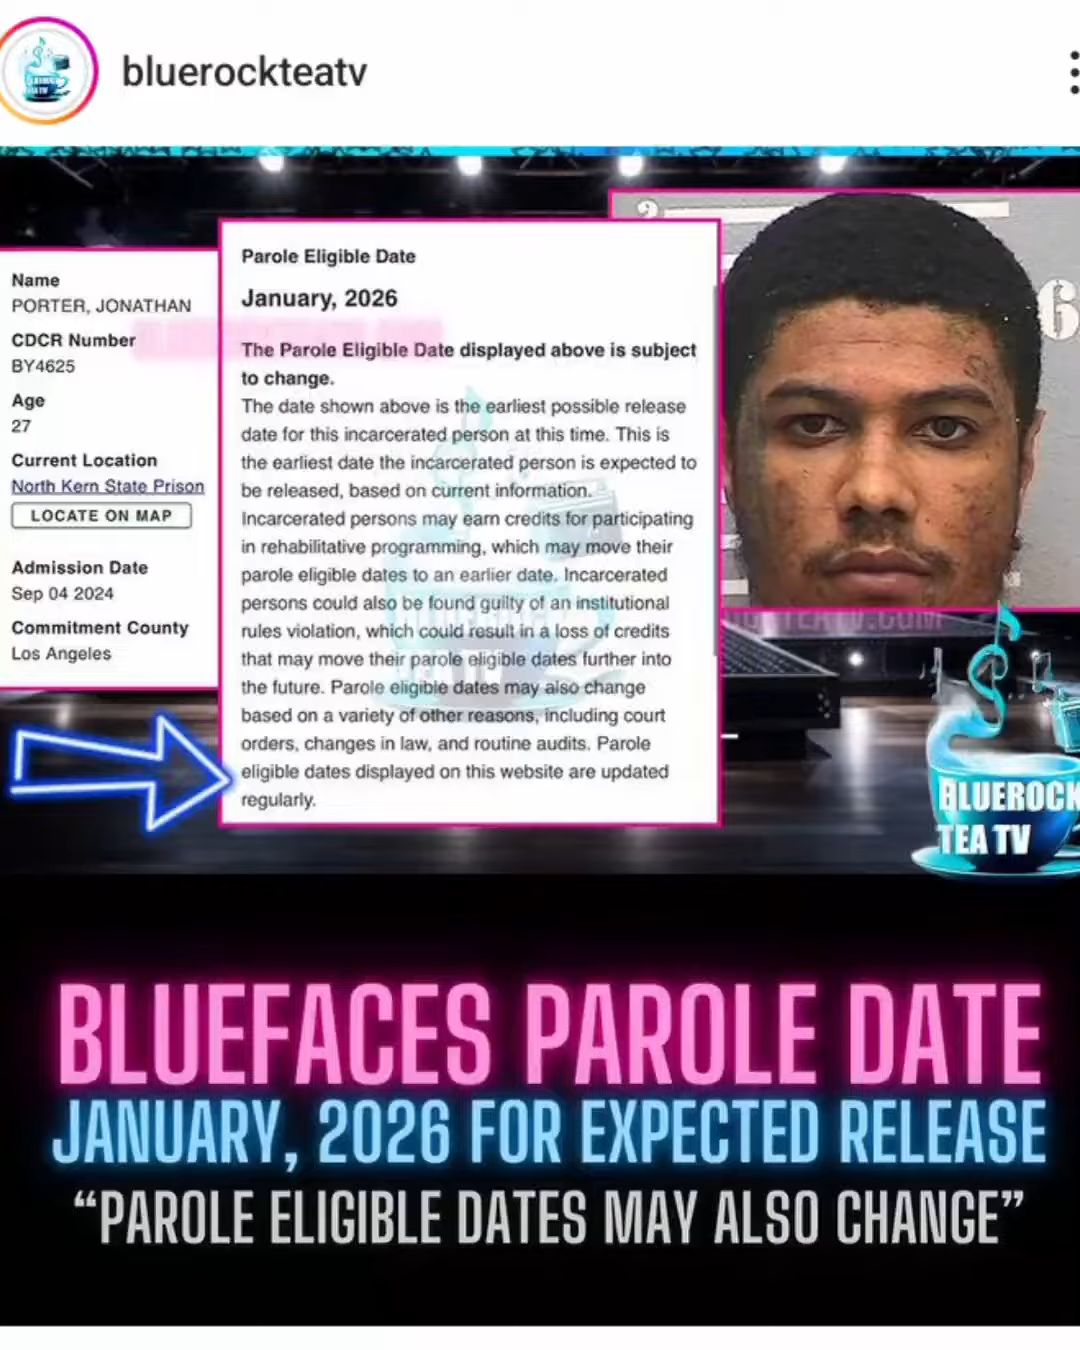 bluerockteatv
Name
PORTER, JONATHAN
CDCR Number
BY4625
Age
27
Current Location
North Kern State Prison
LOCATE ON MAP
Admission Date
Sep 04 2024
Commitment County
Los Angeles
Parole Eligible Date
January, 2026
The Parole Eligible Date displayed above is subject
to change.
The date shown above is the earliest possible release
date for this incarcerated person at this time. This is
the earliest date the incarcerated person is expected to
be released, based on current information.
Incarcerated persons may earn credits for participating
in rehabilitative programming, which may move their
parole eligible dates to an earlier date. Incarcerated
persons could also be found guilty of an institutional
rules violation, which could result in a loss of credits
that may move their parole eligible dates further into
the future. Parole eligible dates may also change
based on a variety of other reasons, including court
orders, changes in law, and routine audits. Parole
eligible dates displayed on this website are updated
regularly.
BLUEROCK
TEA TV
BLUEFACES PAROLE DATE
JANUARY, 2026 FOR EXPECTED RELEASE
“PAROLE ELIGIBLE DATES MAY ALSO CHANGE”